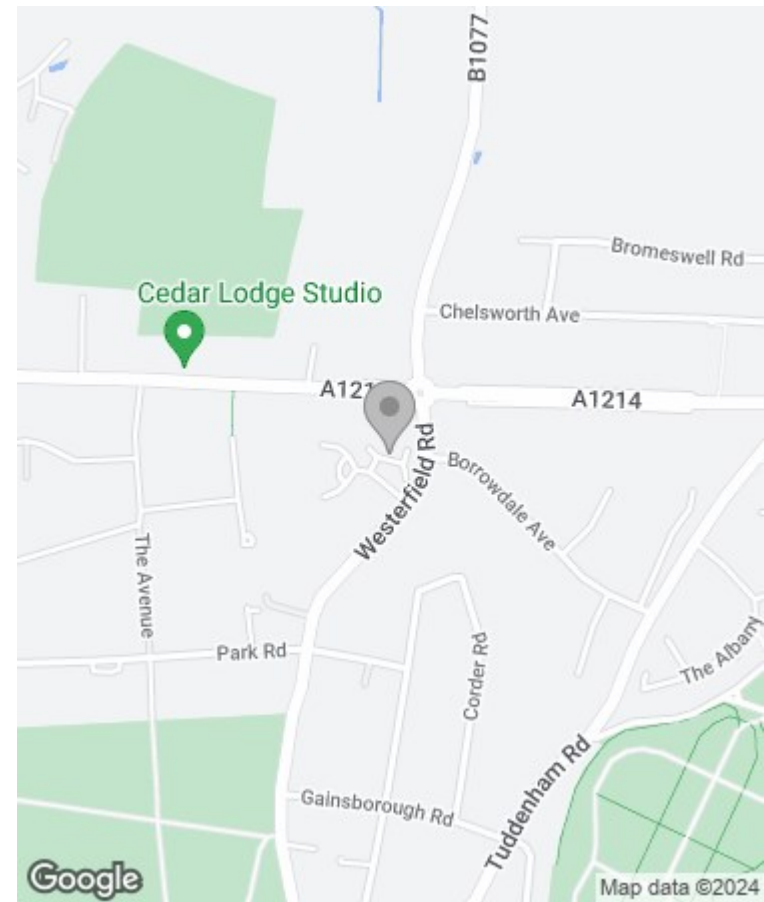 B1077
Bromeswell Rd
Cedar Lodge Studio
Chelsworth Ave
A121
A1214
Westerfield Rd
Borrowdale Ave
The Avenue
Park Rd
Corder Rd
The Albany
Gainsborough Rd
Tuddenham Rd
Google
Map data ©2024